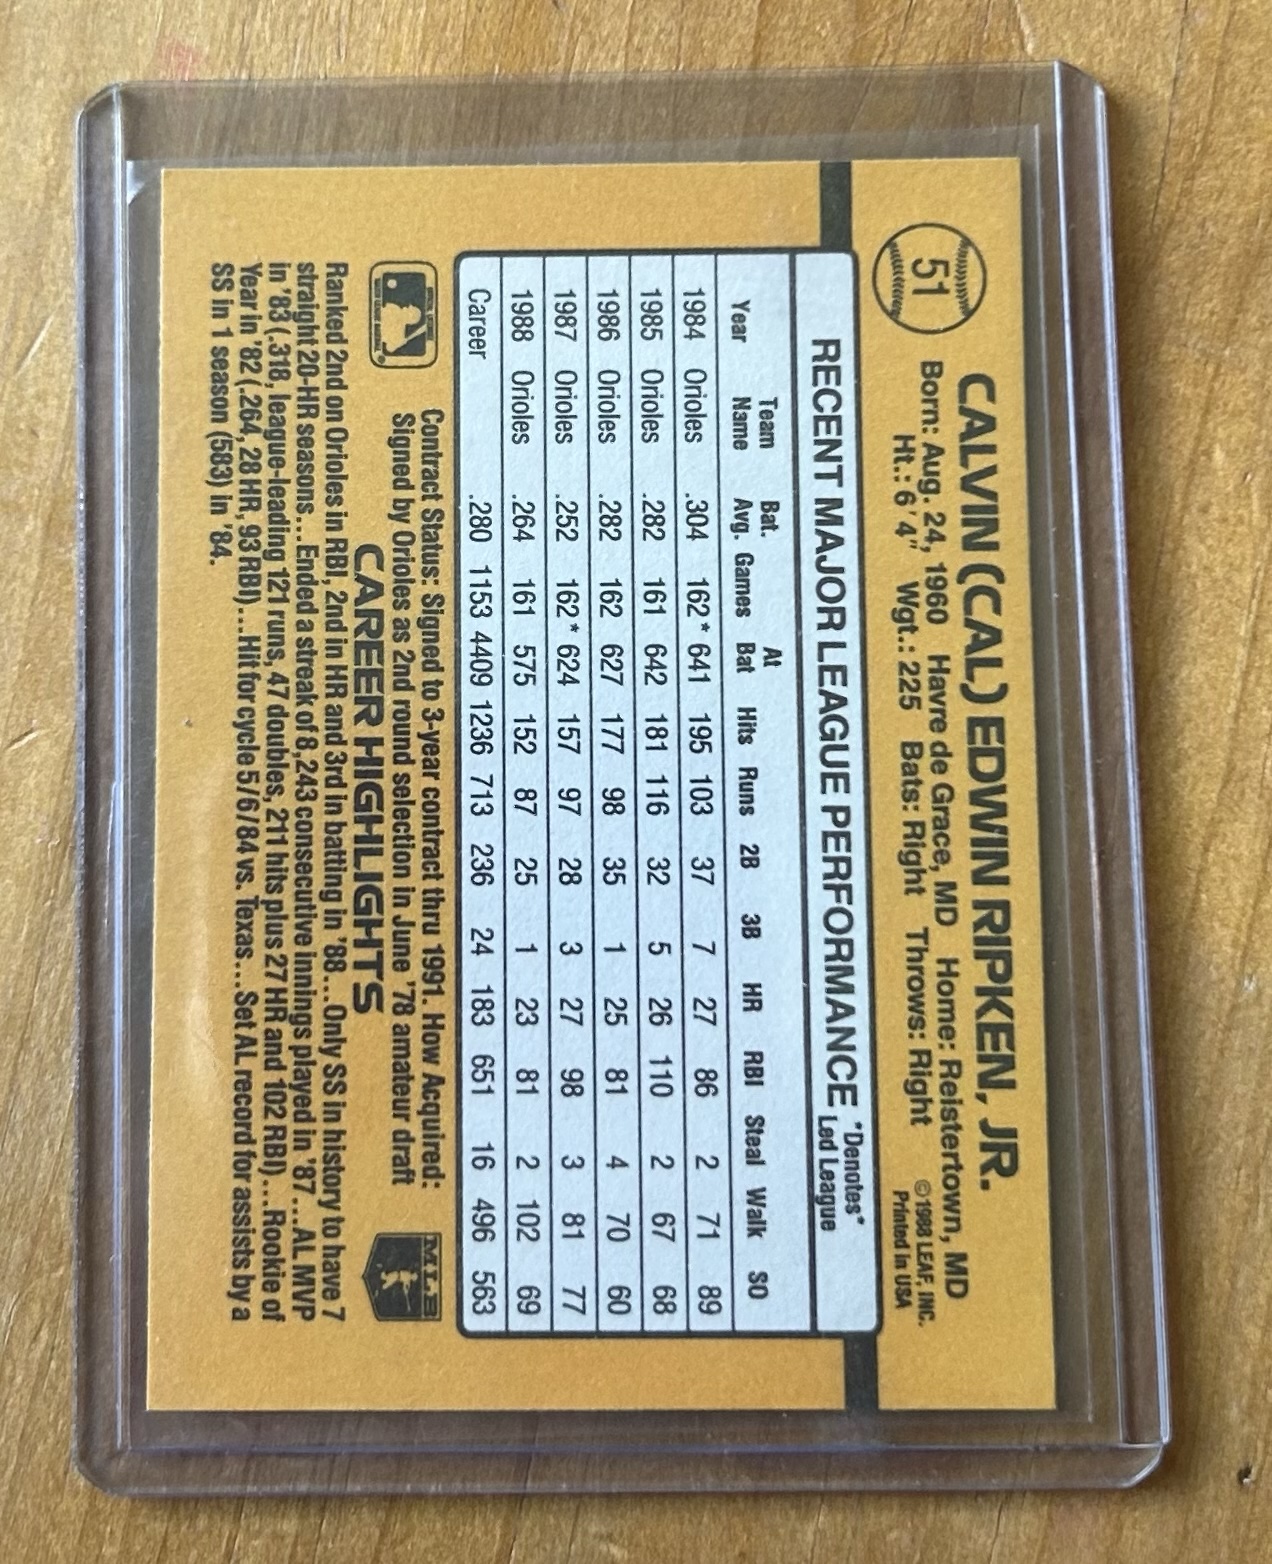 51
CALVIN (CAL) EDWIN RIPKEN, JR.
Born: Aug. 24, 1960 Havre de Grace, MD Home: Reistertown, MD
Ht.: 6'4" Wgt.: 225 Bats: Right Throws: Right
©1988 LEAF, INC.
Printed in USA
RECENT MAJOR LEAGUE PERFORMANCE
*Denotes*
Led League
Year Team Name Bat. Avg. Games At Bat Hits Runs 2B 3B HR RBI Steal Walk SO
1984 Orioles .304 162* 641 195 103 37 7 27 86 2 71 89
1985 Orioles .282 161 642 181 116 32 5 26 110 2 67 68
1986 Orioles .282 162 627 177 98 35 1 25 81 4 70 60
1987 Orioles .252 162* 624 157 97 28 3 27 98 3 81 77
1988 Orioles .264 161 575 152 87 25 1 23 81 2 102 69
Career .280 1153 4409 1236 713 236 24 183 651 16 496 563
Contract Status: Signed to 3-year contract thru 1991. How Acquired:
Signed by Orioles as 2nd round selection in June '78 amateur draft
MLB
CAREER HIGHLIGHTS
Ranked 2nd on Orioles in RBI, 2nd in HR and 3rd in batting in '88...Only SS in history to have 7
straight 20-HR seasons...Ended a streak of 8,243 consecutive innings played in '87...AL MVP
in '83 (.318, league-leading 121 runs, 47 doubles, 211 hits plus 27 HR and 102 RBI)...Rookie of
Year in '82 (.264, 28 HR, 93 RBI)...Hit for cycle 5/6/84 vs. Texas...Set AL record for assists by a
SS in 1 season (583) in '84.